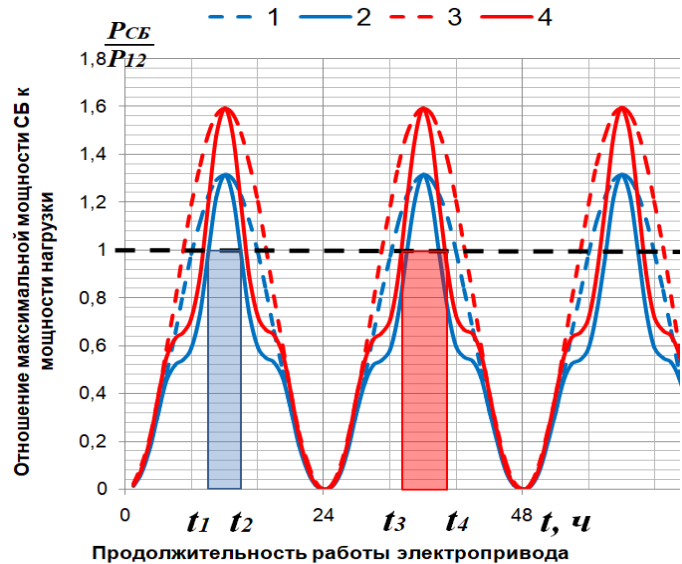 1 2 3 4
P_СБ
P_12
1,8
1,6
1,4
1,2
1
0,8
0,6
0,4
0,2
0
Отношение максимальной мощности СБ к
мощности нагрузки
0 t1 t2 24 t3 t4 48 t, ч
Продолжительность работы электропривода